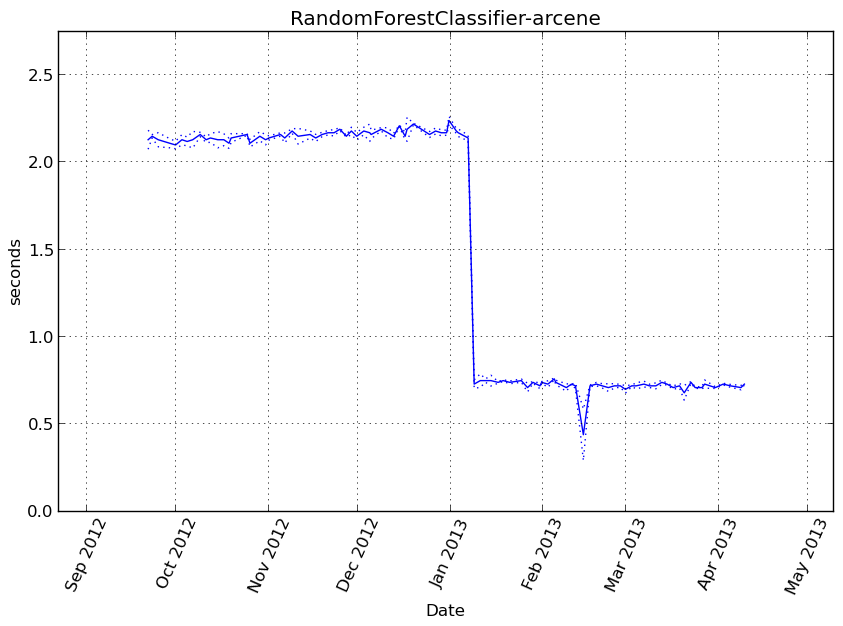 RandomForestClassifier-arcene
seconds
2.5
2.0
1.5
1.0
0.5
0.0
Sep 2012
Oct 2012
Nov 2012
Dec 2012
Jan 2013
Feb 2013
Mar 2013
Apr 2013
May 2013
Date